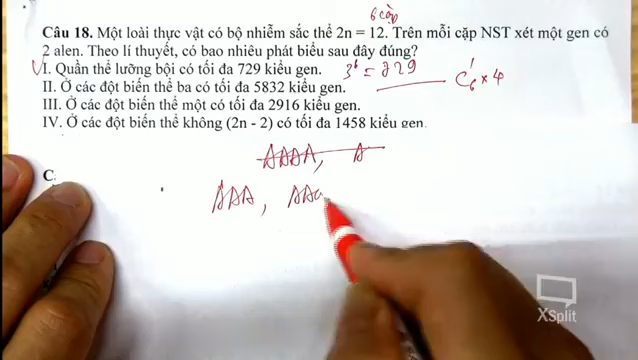 6 cặp
Câu 18. Một loài thực vật có bộ nhiễm sắc thể 2n = 12. Trên mỗi cặp NST xét một gen có
2 alen. Theo lí thuyết, có bao nhiêu phát biểu sau đây đúng?
I. Quần thể lưỡng bội có tối đa 729 kiểu gen. 3^6 = 729
II. Ở các đột biến thể ba có tối đa 5832 kiểu gen. C_6^1 × 4
III. Ở các đột biến thể một có tối đa 2916 kiểu gen.
IV. Ở các đột biến thể không (2n - 2) có tối đa 1458 kiểu gen.
AAAA, A
C.
AAA, AAa
XSplit